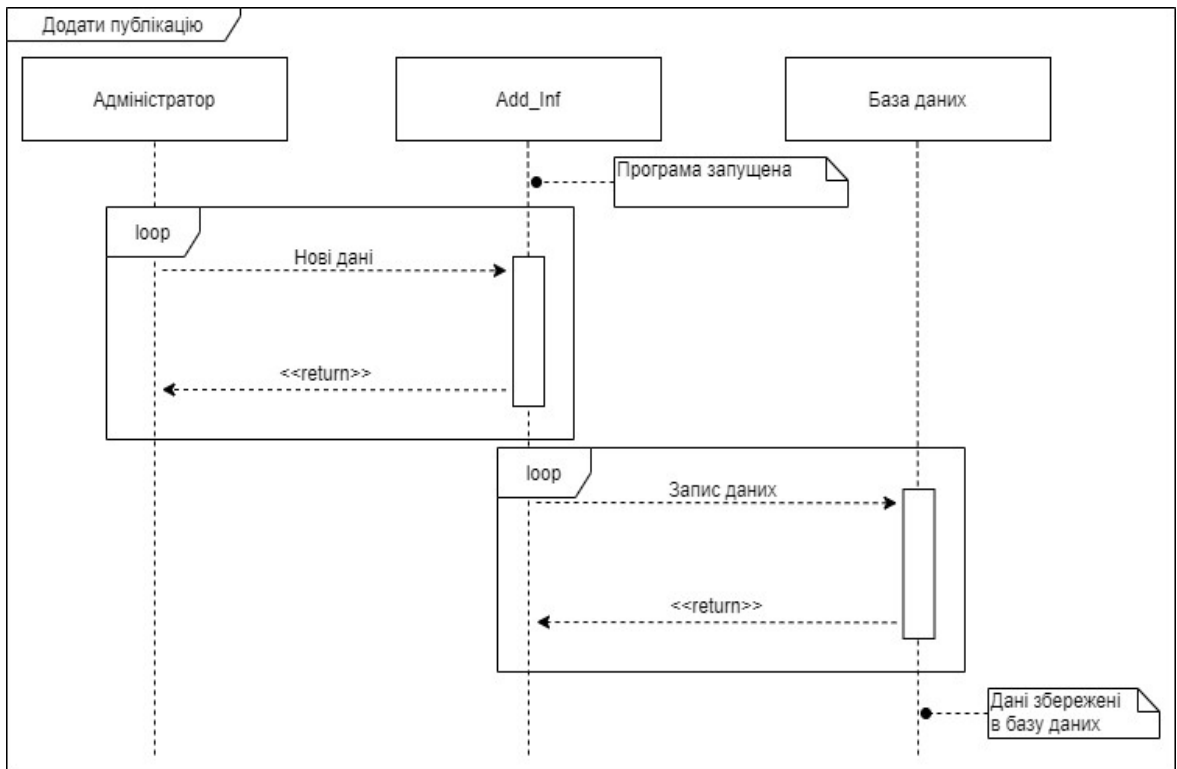 Додати публікацію
Адміністратор
Add_Inf
База даних
Програма запущена
loop
Нові дані
<<return>>
loop
Запис даних
<<return>>
Дані збережені
в базу даних